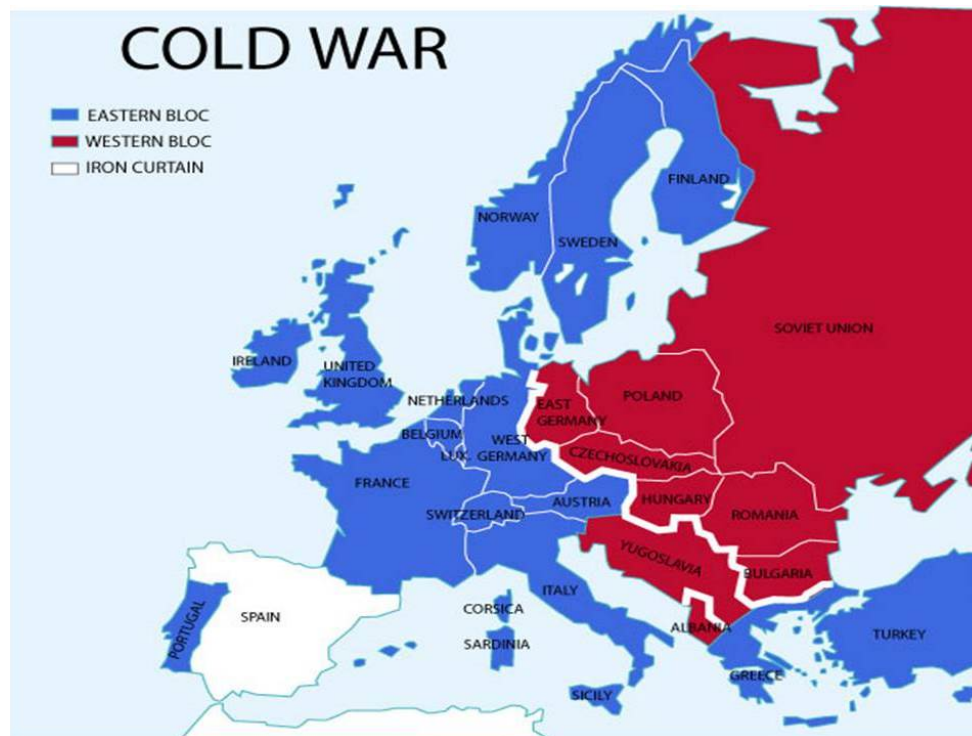 COLD WAR
EASTERN BLOC
WESTERN BLOC
IRON CURTAIN
FINLAND
NORWAY
SWEDEN
SOVIET UNION
IRELAND
UNITED
KINGDOM
NETHERLANDS
BELGIUM
LUX.
WEST
GERMANY
EAST
GERMANY
POLAND
CZECHOSLOVAKIA
FRANCE
SWITZERLAND
AUSTRIA
HUNGARY
ROMANIA
YUGOSLAVIA
BULGARIA
ITALY
CORSICA
SARDINIA
SICILY
PORTUGAL
SPAIN
ALBANIA
GREECE
TURKEY